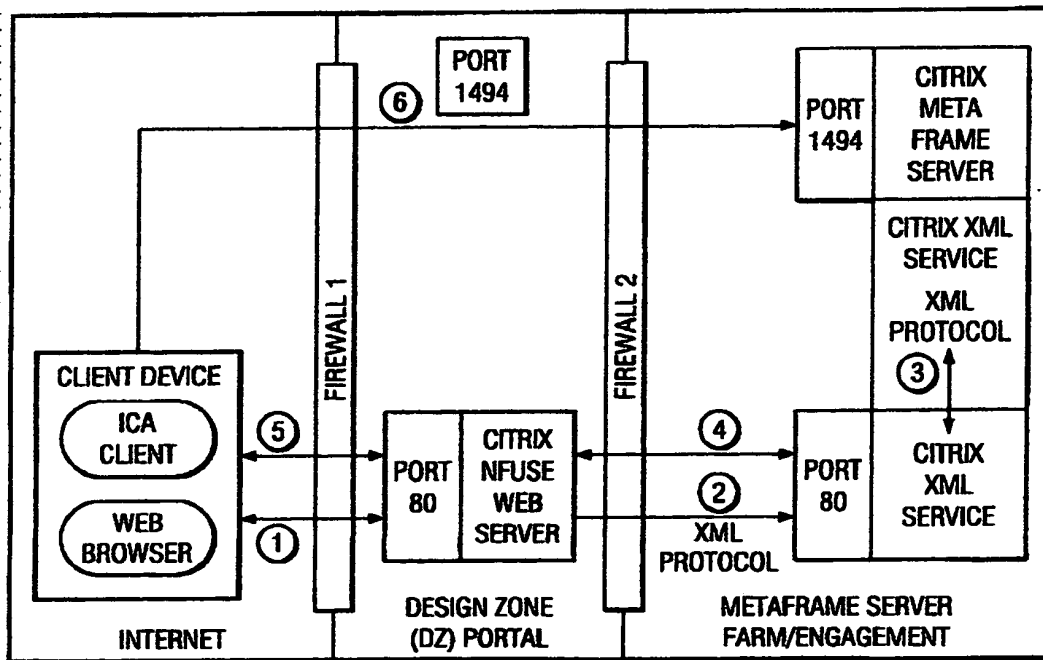 PORT
1494
6
PORT
1494
CITRIX
META
FRAME
SERVER
CITRIX XML
SERVICE
XML
PROTOCOL
3
FIREWALL 1
FIREWALL 2
CLIENT DEVICE
ICA
CLIENT
WEB
BROWSER
5
1
PORT
80
CITRIX
NFUSE
WEB
SERVER
4
2
XML
PROTOCOL
PORT
80
CITRIX
XML
SERVICE
INTERNET
DESIGN ZONE
(DZ) PORTAL
METAFRAME SERVER
FARM/ENGAGEMENT